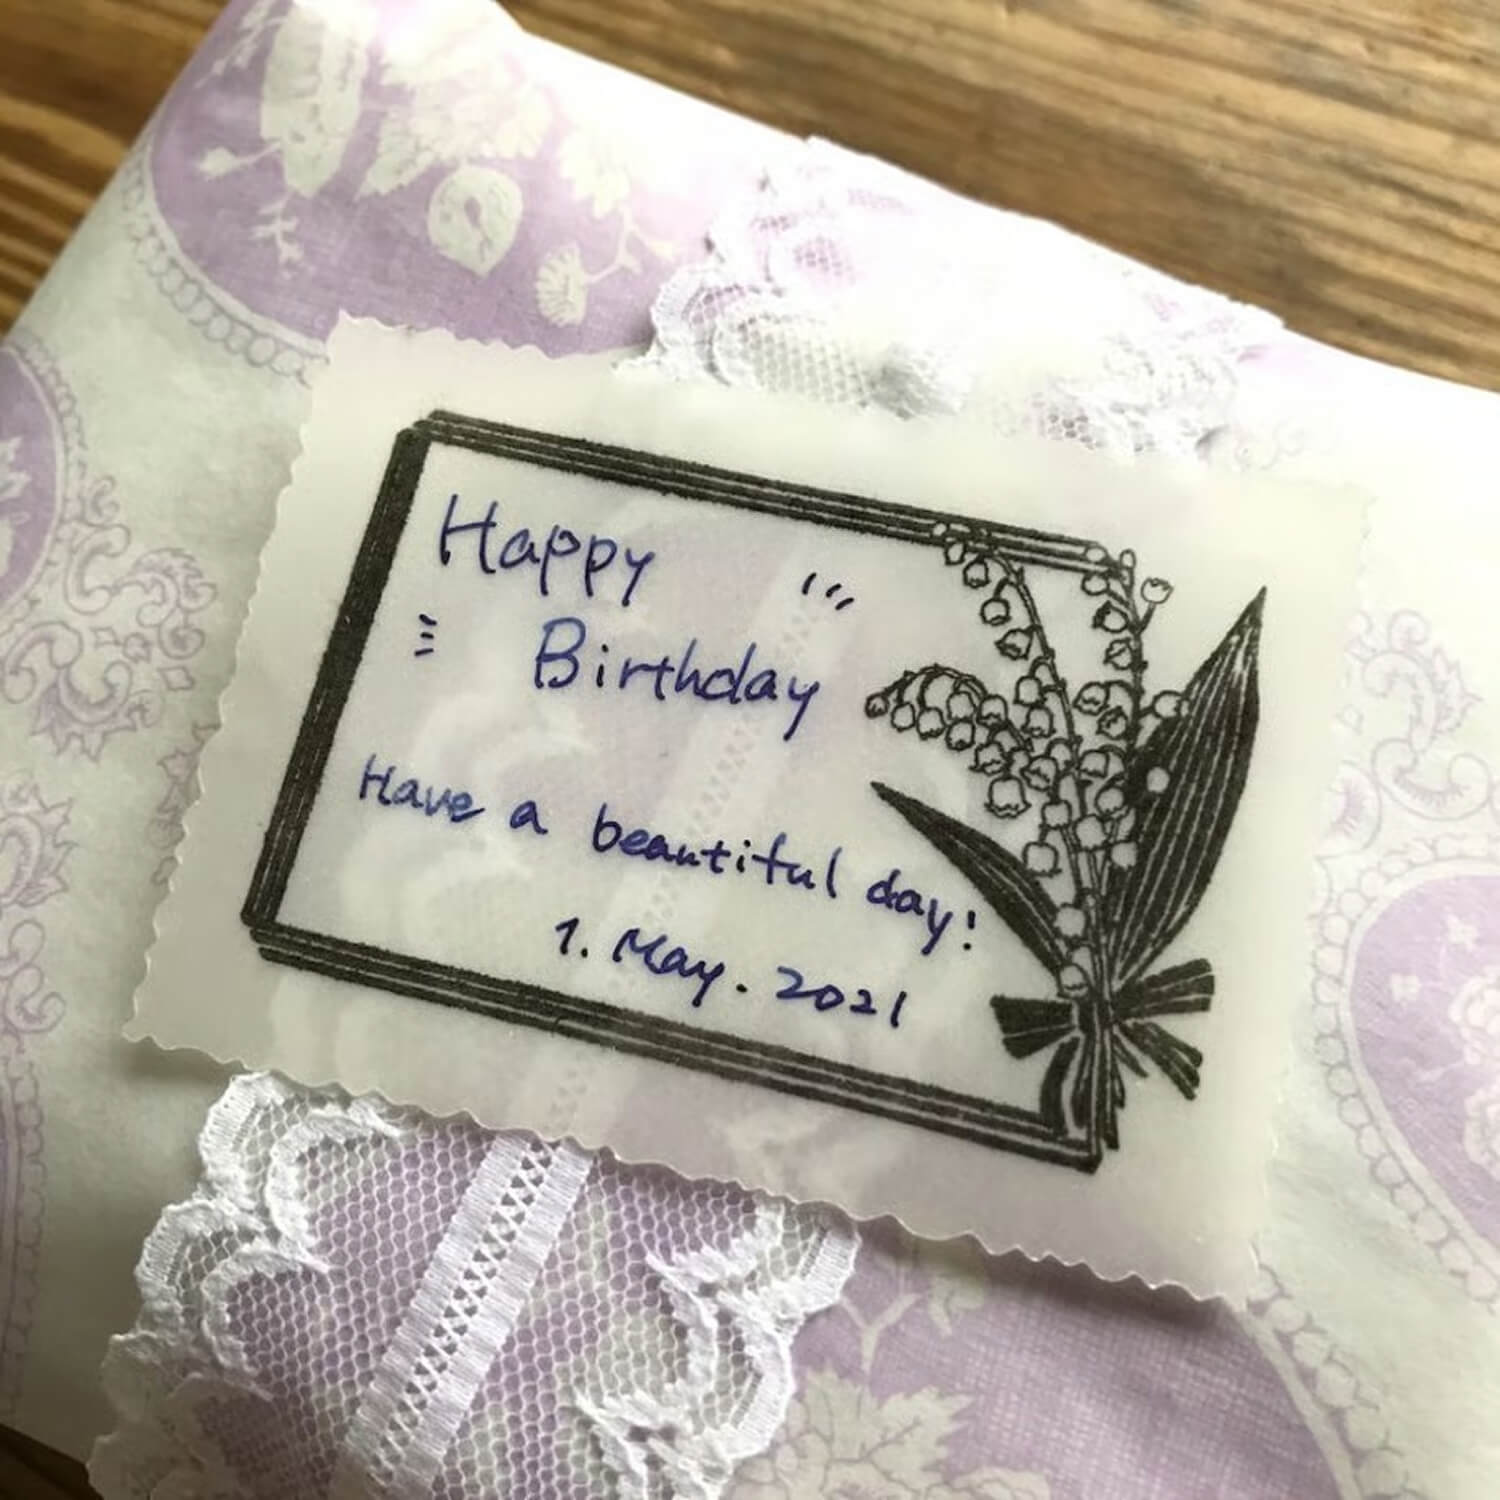 Happy
Birthday
Have a beautiful day!
1. May. 2021